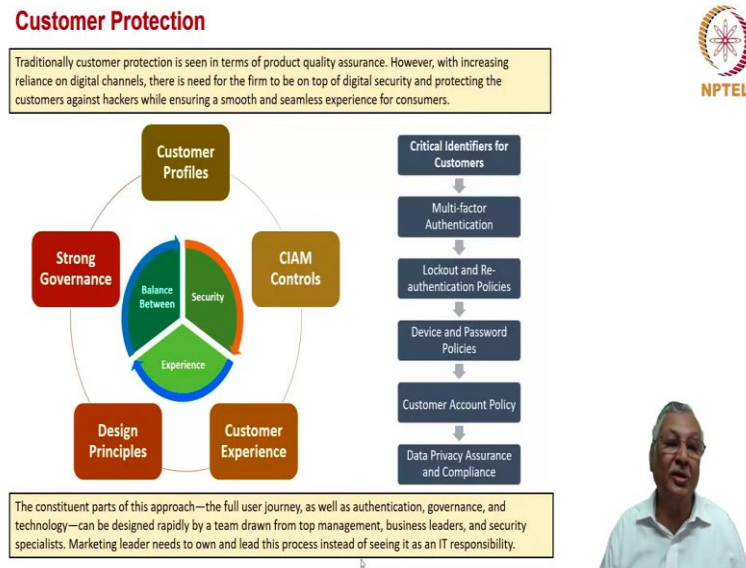 Customer Protection
Traditionally customer protection is seen in terms of product quality assurance. However, with increasing
reliance on digital channels, there is need for the firm to be on top of digital security and protecting the
customers against hackers while ensuring a smooth and seamless experience for consumers.
NPTEL
Customer
Profiles
Strong
Governance
CIAM
Controls
Balance
Between
Security
Experience
Design
Principles
Customer
Experience
Critical Identifiers for
Customers
Multi-factor
Authentication
Lockout and Re-
authentication Policies
Device and Password
Policies
Customer Account Policy
Data Privacy Assurance
and Compliance
The constituent parts of this approach—the full user journey, as well as authentication, governance, and
technology—can be designed rapidly by a team drawn from top management, business leaders, and security
specialists. Marketing leader needs to own and lead this process instead of seeing it as an IT responsibility.